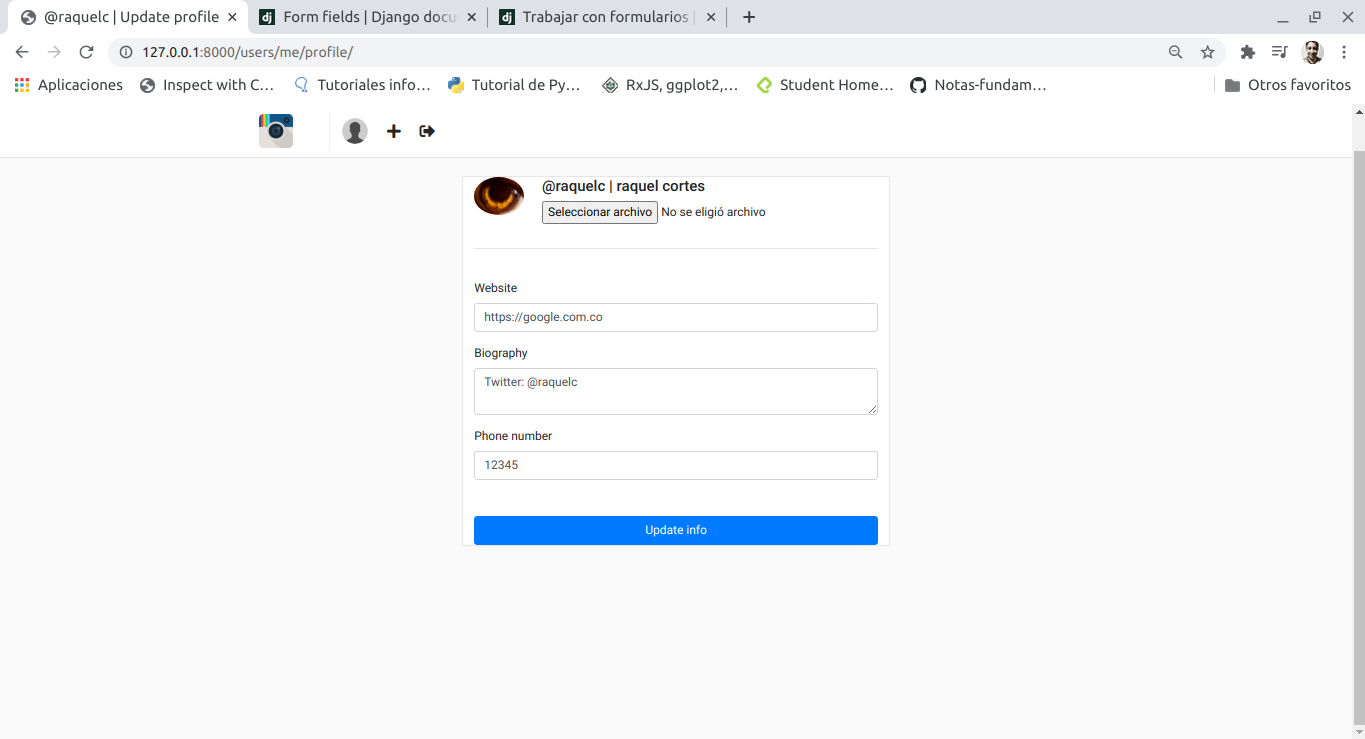 @raquelc | Update profile
Form fields | Django docu
Trabajar con formularios |
127.0.0.1:8000/users/me/profile/
Aplicaciones
Inspect with C...
Tutoriales info...
Tutorial de Py...
RxJS, ggplot2,...
Student Home...
Notas-fundam...
Otros favoritos
@raquelc | raquel cortes
Seleccionar archivo No se eligió archivo
Website
https://google.com.co
Biography
Twitter: @raquelc
Phone number
12345
Update info